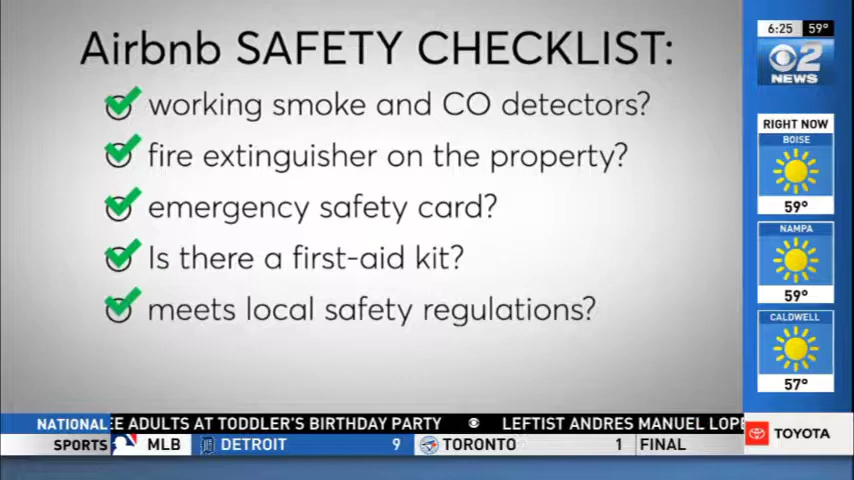 Airbnb SAFETY CHECKLIST:
working smoke and CO detectors?
fire extinguisher on the property?
emergency safety card?
Is there a first-aid kit?
meets local safety regulations?
6:25 59°
2
NEWS
RIGHT NOW
BOISE
59°
NAMPA
59°
CALDWELL
57°
NATIONAL
ADULTS AT TODDLER'S BIRTHDAY PARTY LEFTIST ANDRES MANUEL
SPORTS MLB DETROIT 9 TORONTO 1 FINAL
TOYOTA